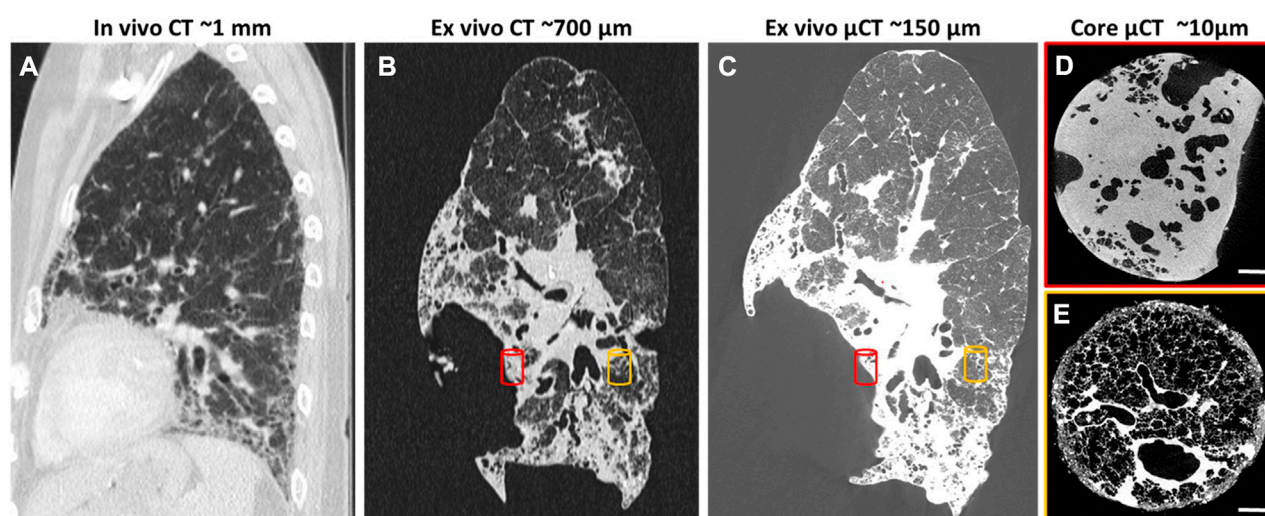 In vivo CT ~1 mm
Ex vivo CT ~700 µm
Ex vivo µCT ~150 µm
Core µCT ~10µm
A
B
C
D
E